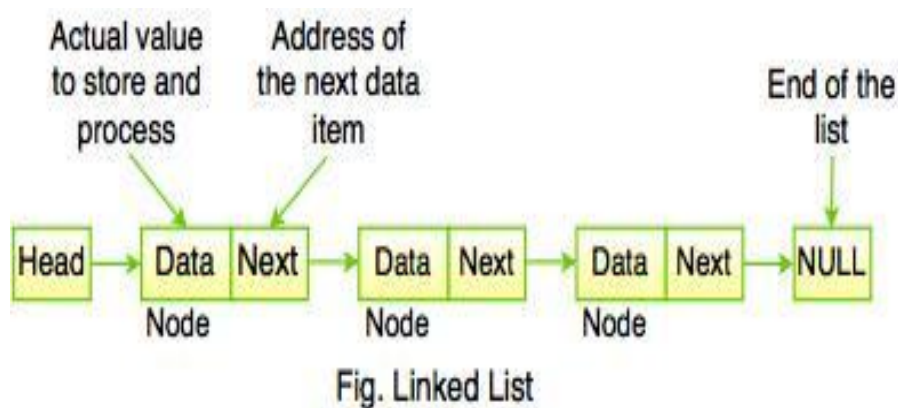 Actual value
to store and
process
Address of
the next data
item
End of the
list
Head
Data
Next
Data
Next
Data
Next
NULL
Node
Node
Node
Fig. Linked List